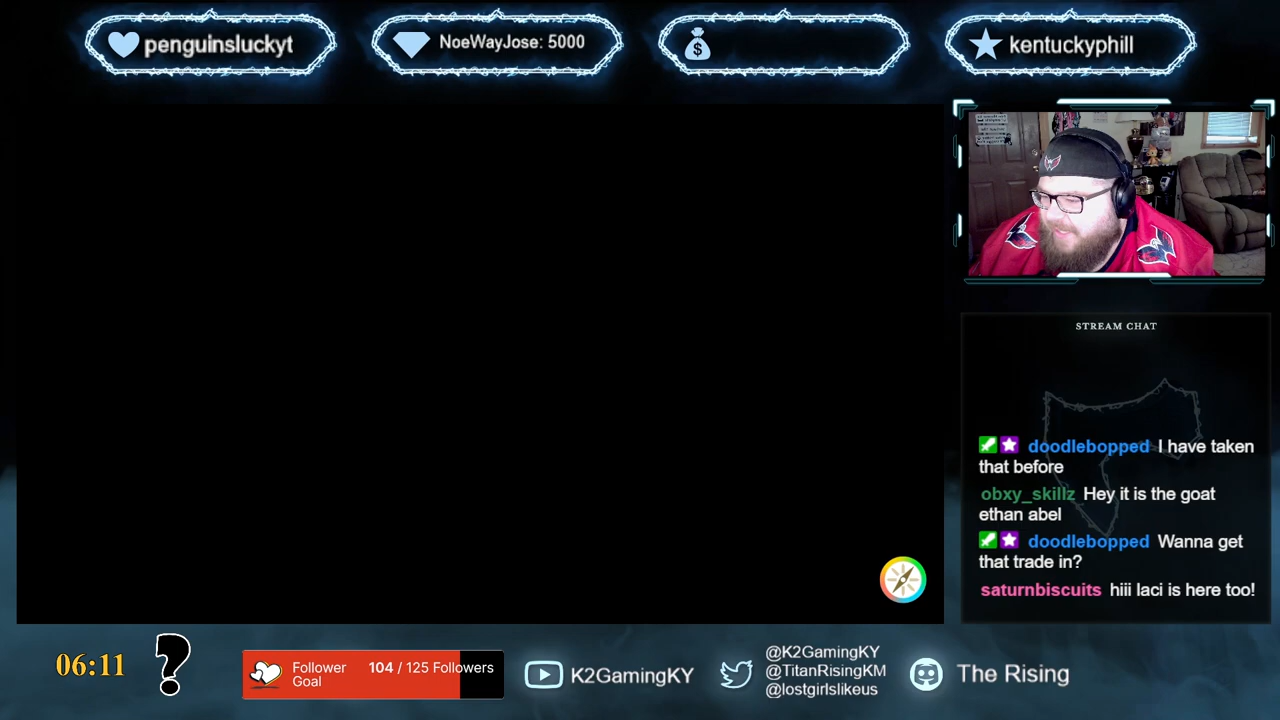 penguinsluckyt
NoeWayJose: 5000
kentuckyphill
STREAM CHAT
doodlebopped I have taken
that before
obxy_skillz Hey it is the goat
ethan abel
doodlebopped Wanna get
that trade in?
saturnbiscuits hiii laci is here too!
06:11
Follower
Goal
104 / 125 Followers
K2GamingKY
@K2GamingKY
@TitanRisingKM
@lostgirlslikeus
The Rising